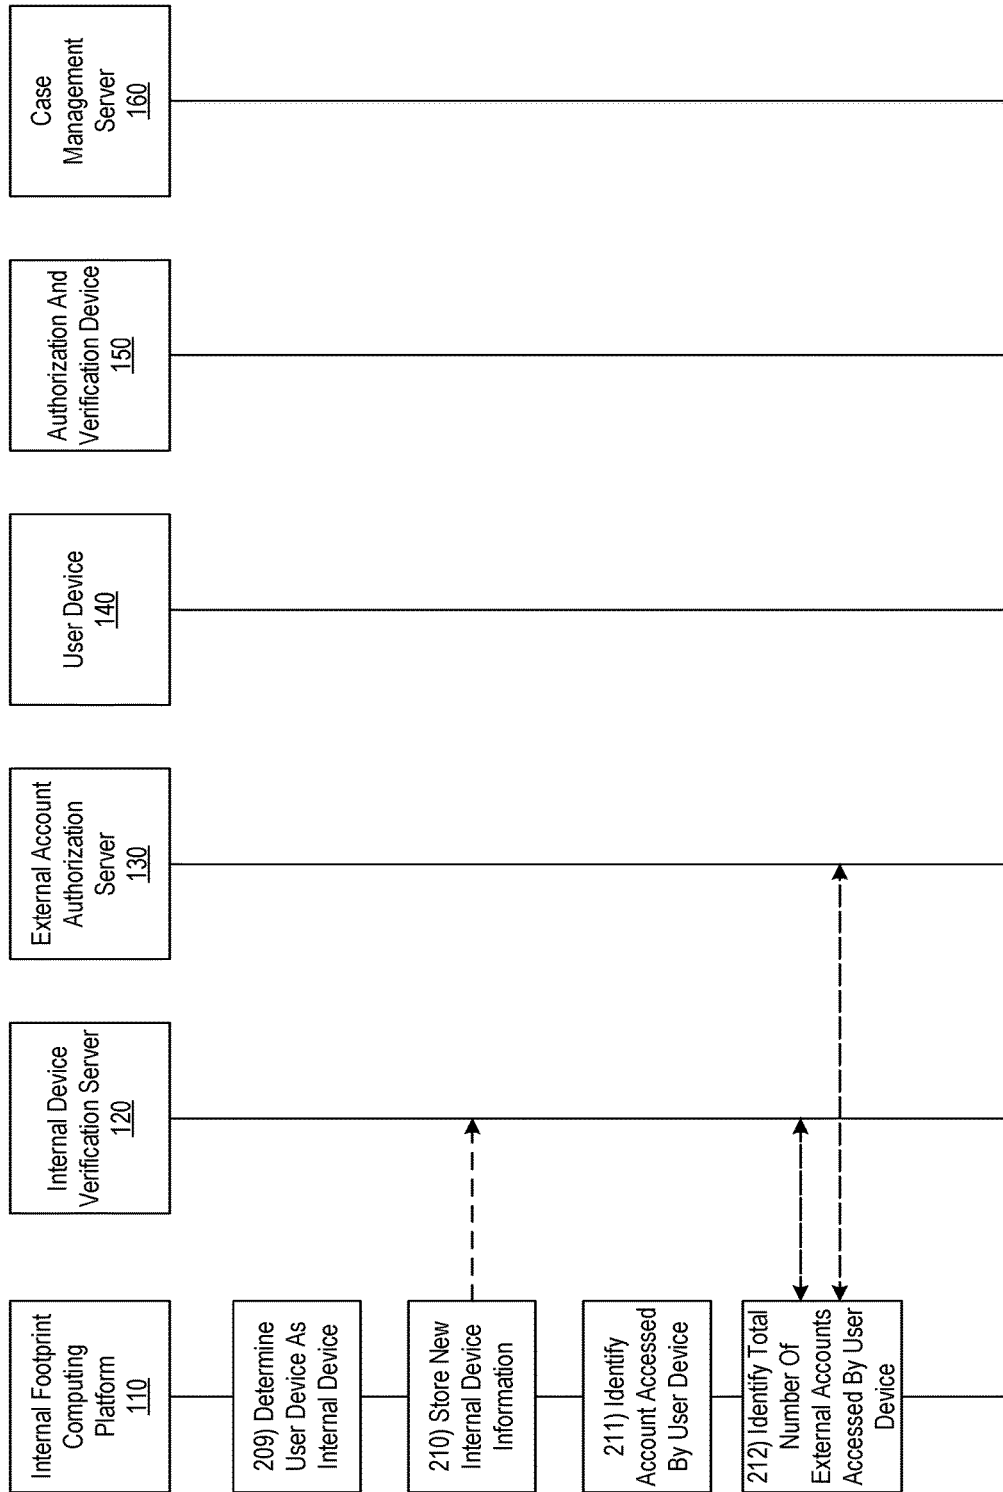 Internal Footprint
Computing
Platform
110
Internal Device
Verification Server
120
External Account
Authorization
Server
130
User Device
140
Authorization And
Verification Device
150
Case
Management
Server
160
209) Determine
User Device As
Internal Device
210) Store New
Internal Device
Information
211) Identify
Account Accessed
By User Device
212) Identify Total
Number Of
External Accounts
Accessed By User
Device